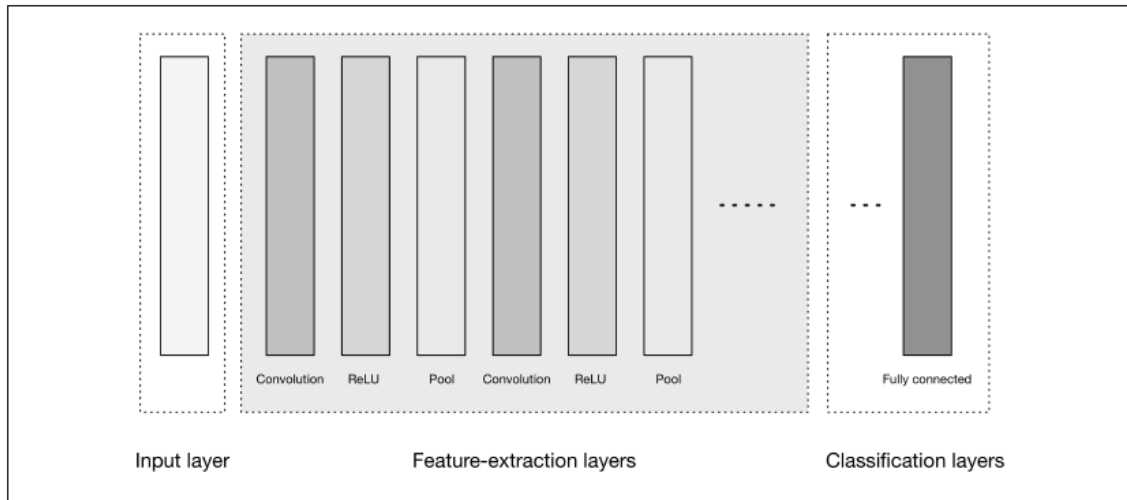 Convolution ReLU Pool Convolution ReLU Pool Fully connected
Input layer Feature-extraction layers Classification layers